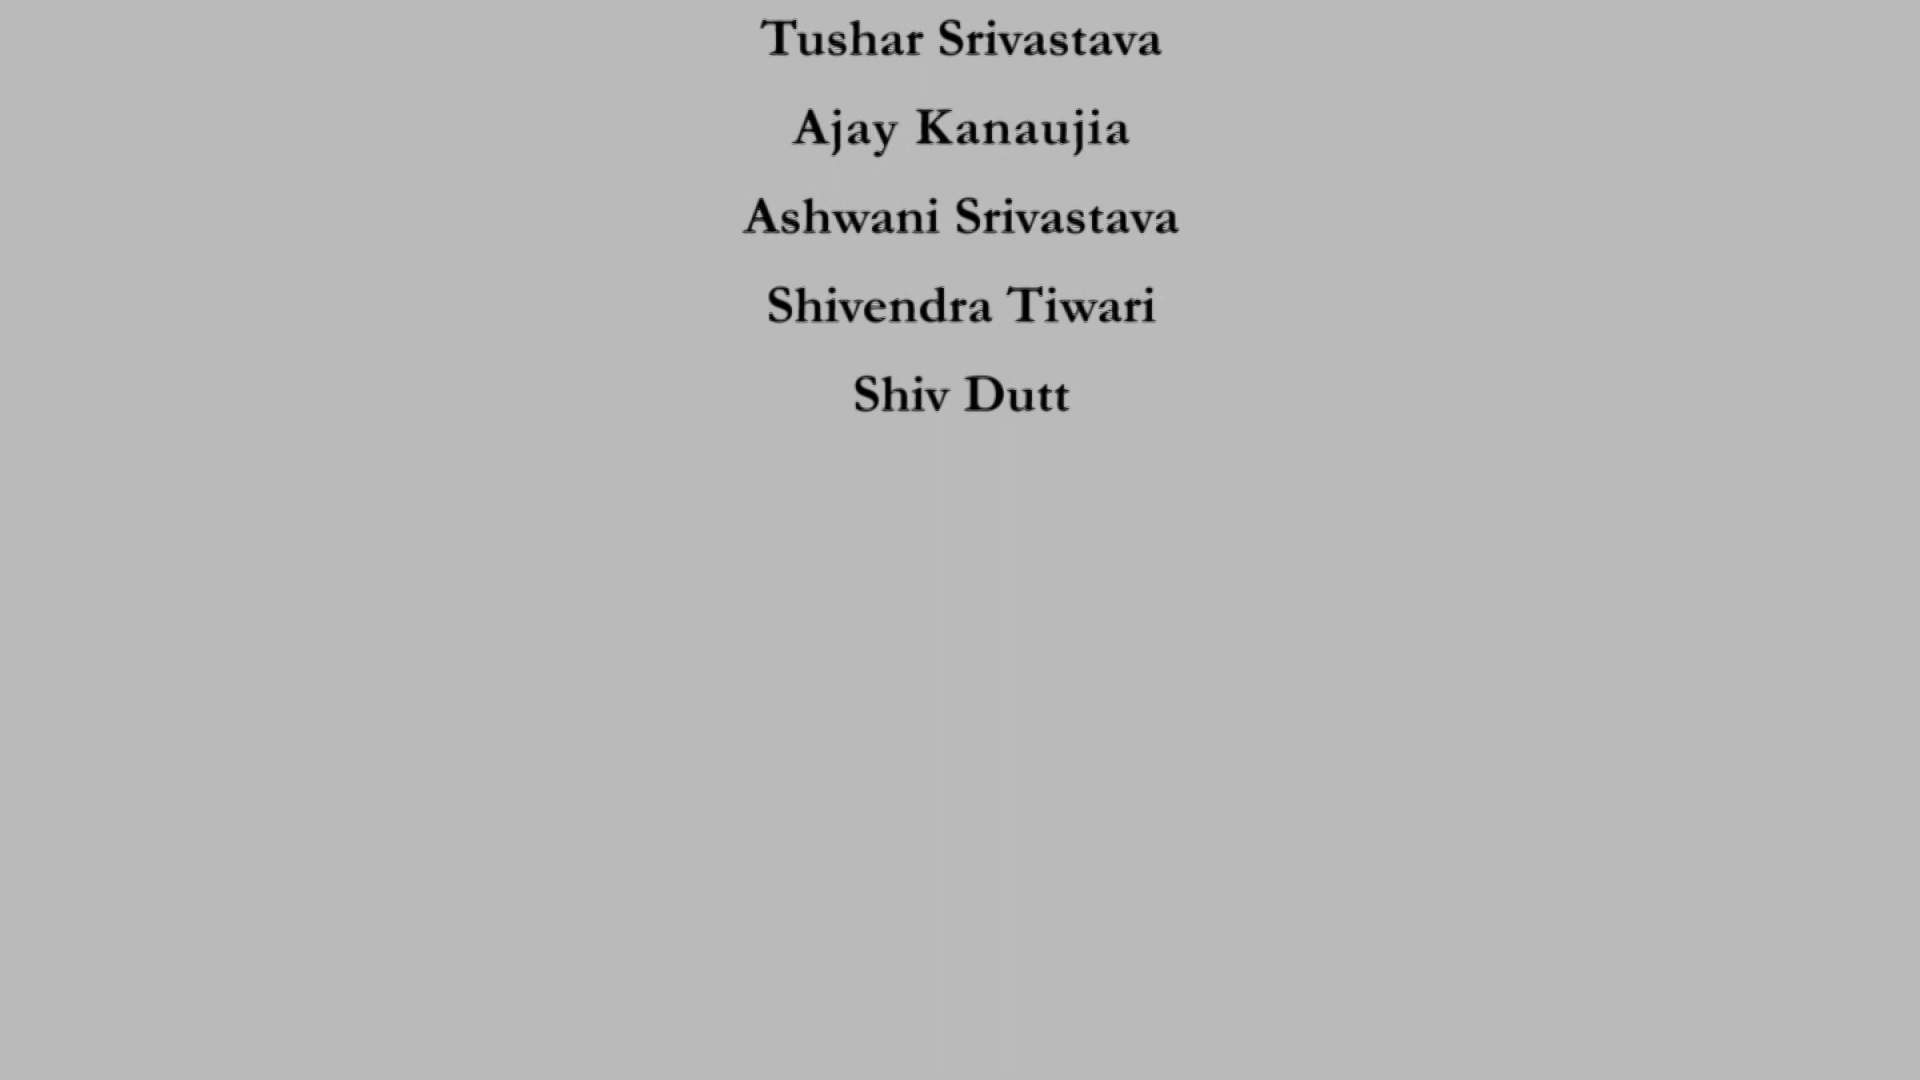 Tushar Srivastava
Ajay Kanaujia
Ashwani Srivastava
Shivendra Tiwari
Shiv Dutt